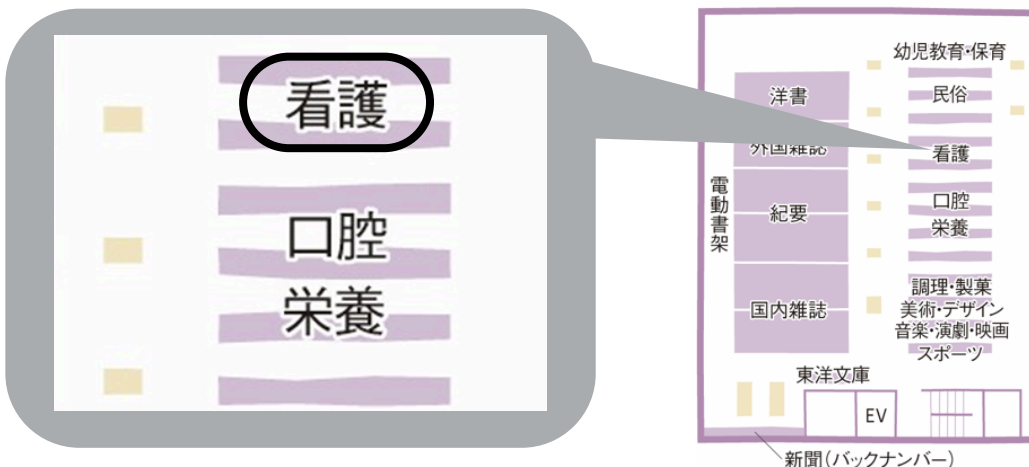 看護
口腔
栄養
幼児教育・保育
民俗
洋書
外国雑誌
看護
電動書架
紀要
口腔
栄養
国内雑誌
調理・製菓
美術・デザイン
音楽・演劇・映画
スポーツ
東洋文庫
EV
新聞(バックナンバー)